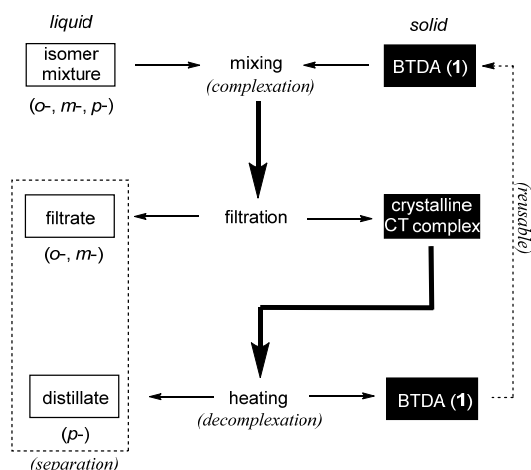 liquid
solid
isomer
mixture
mixing
(complexation)
BTDA (1)
(o-, m-, p-)
(reusable)
filtrate
filtration
crystalline
CT complex
(o-, m-)
distillate
heating
(decomplexation)
BTDA (1)
(p-)
(separation)